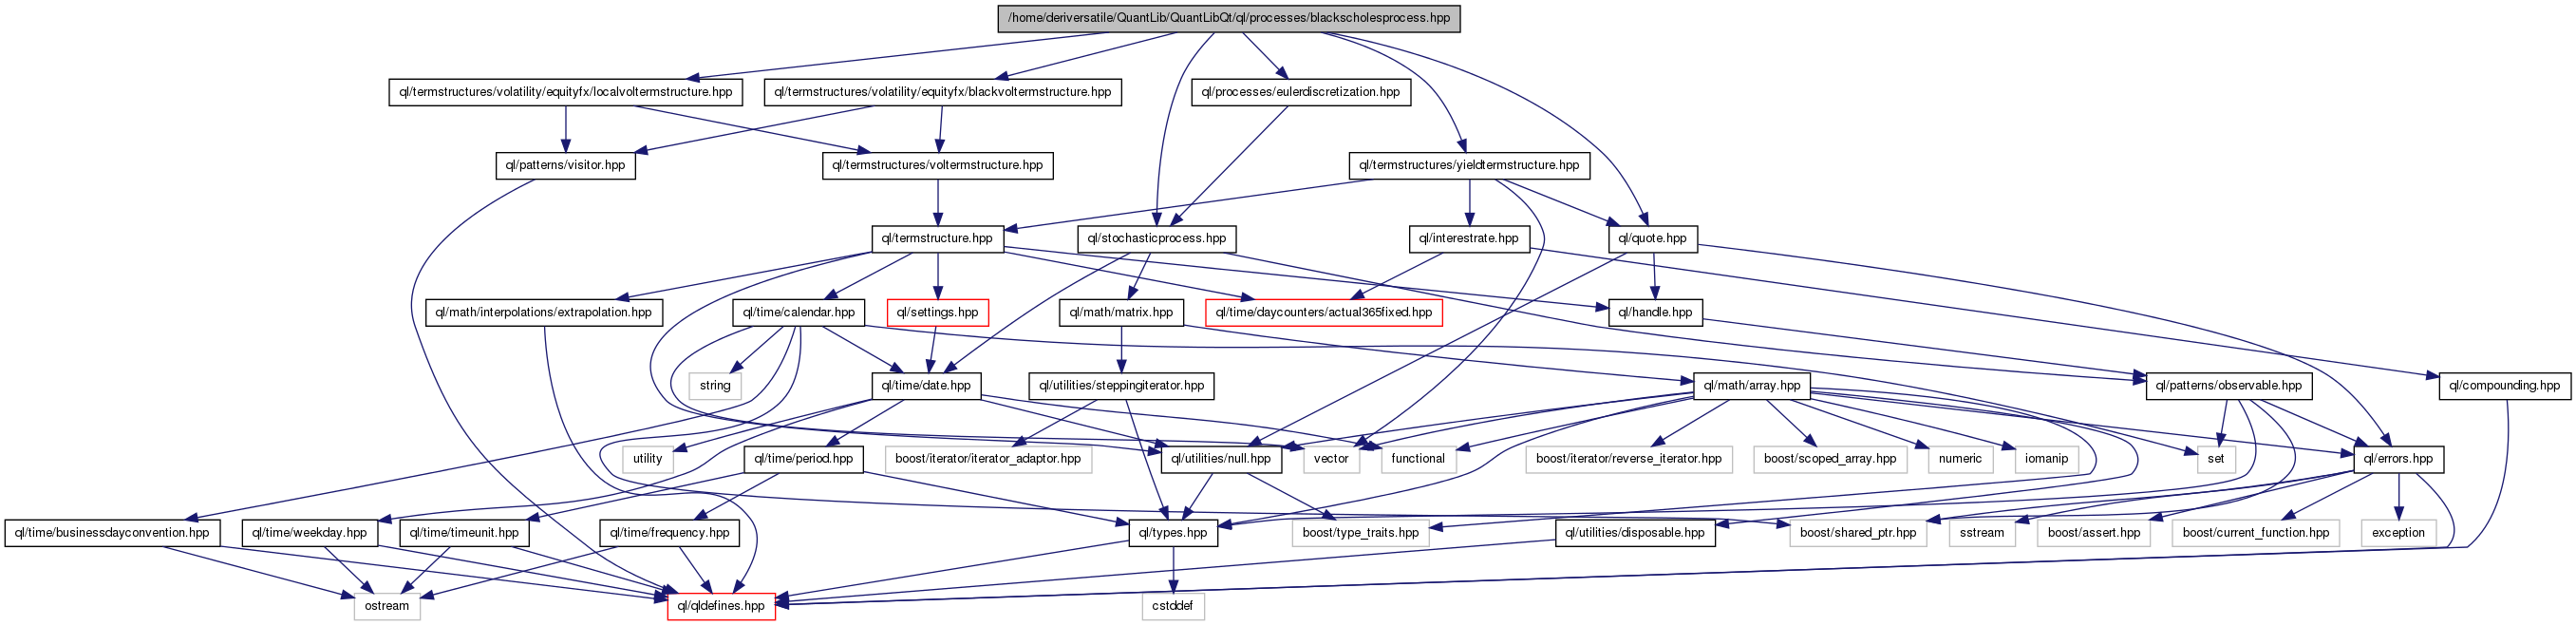 /home/deriversatile/QuantLib/QuantLibQt/ql/processes/blackscholesprocess.hpp
ql/termstructures/volatility/equityfx/localvoltermstructure.hpp
ql/termstructures/volatility/equityfx/blackvoltermstructure.hpp
ql/processes/eulerdiscretization.hpp
ql/patterns/visitor.hpp
ql/termstructures/voltermstructure.hpp
ql/termstructures/yieldtermstructure.hpp
ql/termstructure.hpp
ql/stochasticprocess.hpp
ql/interestrate.hpp
ql/quote.hpp
ql/math/interpolations/extrapolation.hpp
ql/time/calendar.hpp
ql/settings.hpp
ql/math/matrix.hpp
ql/time/daycounters/actual365fixed.hpp
ql/handle.hpp
string
ql/time/date.hpp
ql/utilities/steppingiterator.hpp
ql/math/array.hpp
ql/patterns/observable.hpp
ql/compounding.hpp
utility
ql/time/period.hpp
boost/iterator/iterator_adaptor.hpp
ql/utilities/null.hpp
vector
functional
boost/iterator/reverse_iterator.hpp
boost/scoped_array.hpp
numeric
iomanip
set
ql/errors.hpp
ql/time/businessdayconvention.hpp
ql/time/weekday.hpp
ql/time/timeunit.hpp
ql/time/frequency.hpp
ql/types.hpp
boost/type_traits.hpp
ql/utilities/disposable.hpp
boost/shared_ptr.hpp
sstream
boost/assert.hpp
boost/current_function.hpp
exception
ostream
ql/qldefines.hpp
cstddef